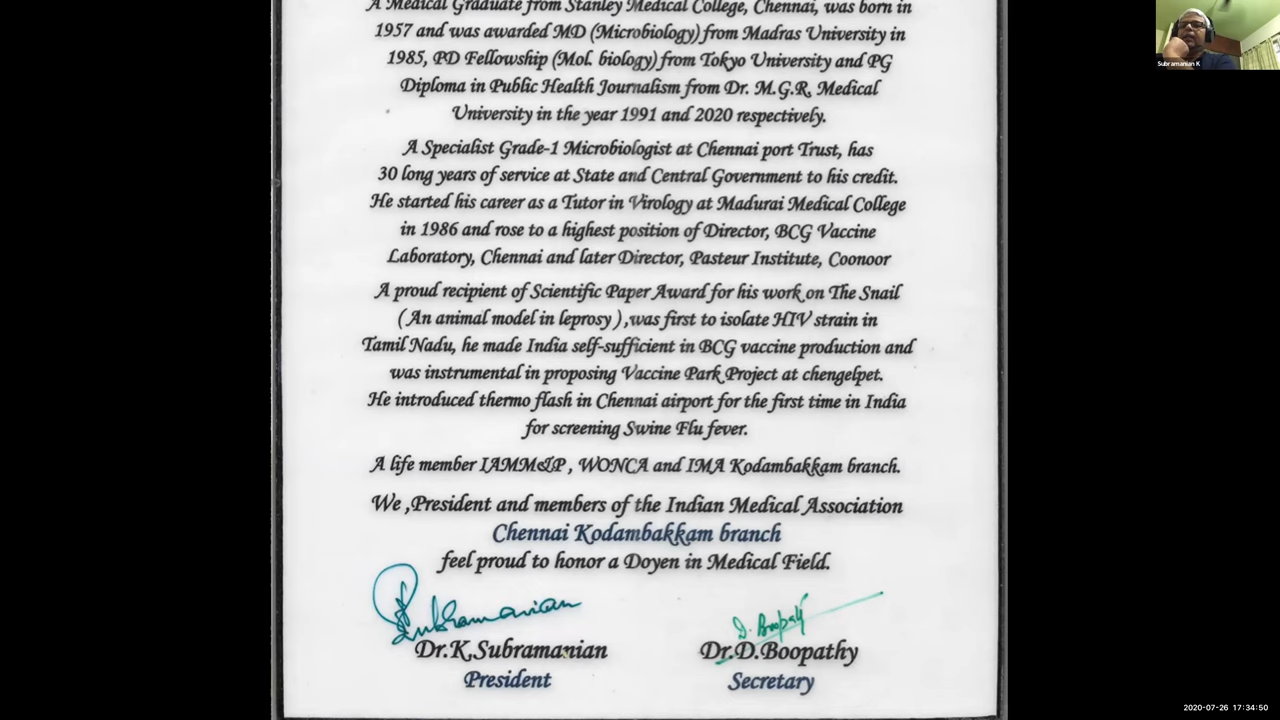 A Medical Graduate from Stanley Medical College, Chennai, was born in
1957 and was awarded MD (Microbiology) from Madras University in
1985, PD Fellowship (Mol. biology) from Tokyo University and PG
Diploma in Public Health Journalism from Dr. M.G.R. Medical
University in the year 1991 and 2020 respectively.
A Specialist Grade-1 Microbiologist at Chennai port Trust, has
30 long years of service at State and Central Government to his credit.
He started his career as a Tutor in Virology at Madurai Medical College
in 1986 and rose to a highest position of Director, BCG Vaccine
Laboratory, Chennai and later Director, Pasteur Institute, Coonoor
A proud recipient of Scientific Paper Award for his work on The Snail
( An animal model in leprosy ) ,was first to isolate HIV strain in
Tamil Nadu, he made India self-sufficient in BCG vaccine production and
was instrumental in proposing Vaccine Park Project at chengelpet.
He introduced thermo flash in Chennai airport for the first time in India
for screening Swine Flu fever.
A life member IAMM&P , WONCA and IMA Kodambakkam branch.
We ,President and members of the Indian Medical Association
Chennai Kodambakkam branch
feel proud to honor a Doyen in Medical Field.
Subramanian
D. Boopathy
Dr.K.Subramanian
Dr.D.Boopathy
President
Secretary
Subramanian K
2020-07-26 17:34:50